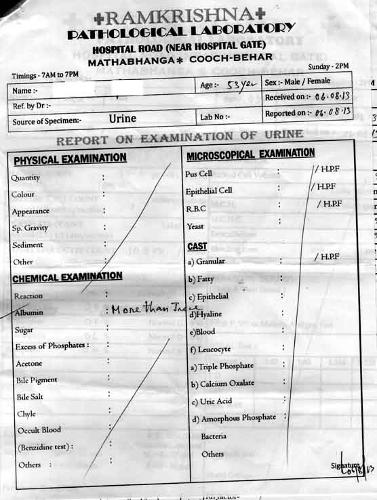 RAMKRISHNA
PATHOLOGICAL LABORATORY
HOSPITAL ROAD (NEAR HOSPITAL GATE)
MATHABHANGA* COOCH-BEHAR
Timings - 7AM to 7PM Sunday - 2PM
Name :- Age :- 53 yrs Sex :- Male / Female
Ref. by Dr :- Received on :- 06.08.13
Source of Specimen: Urine Lab No :- Reported on :- 06.08.13
REPORT ON EXAMINATION OF URINE
PHYSICAL EXAMINATION
Quantity :
Colour :
Appearance :
Sp. Gravity :
Sediment :
Other :
CHEMICAL EXAMINATION
Reaction :
Albumin : More than Trace
Sugar :
Excess of Phosphates :
Acetone :
Bile Pigment :
Bile Salt :
Chyle :
Occult Blood :
(Benzidine test) :
Others :
MICROSCOPICAL EXAMINATION
Pus Cell : / H.P.F
Epithelial Cell : / H.P.F
R.B.C : / H.P.F
Yeast :
CAST
a) Granular : / H.P.F
b) Fatty :
c) Epithelial :
d)Hyaline :
e)Blood :
f) Leucocyte :
a) Triple Phosphate :
b) Calcium Oxalate :
c) Uric Acid :
d) Amorphous Phosphate :
Bacteria
Others
Signature